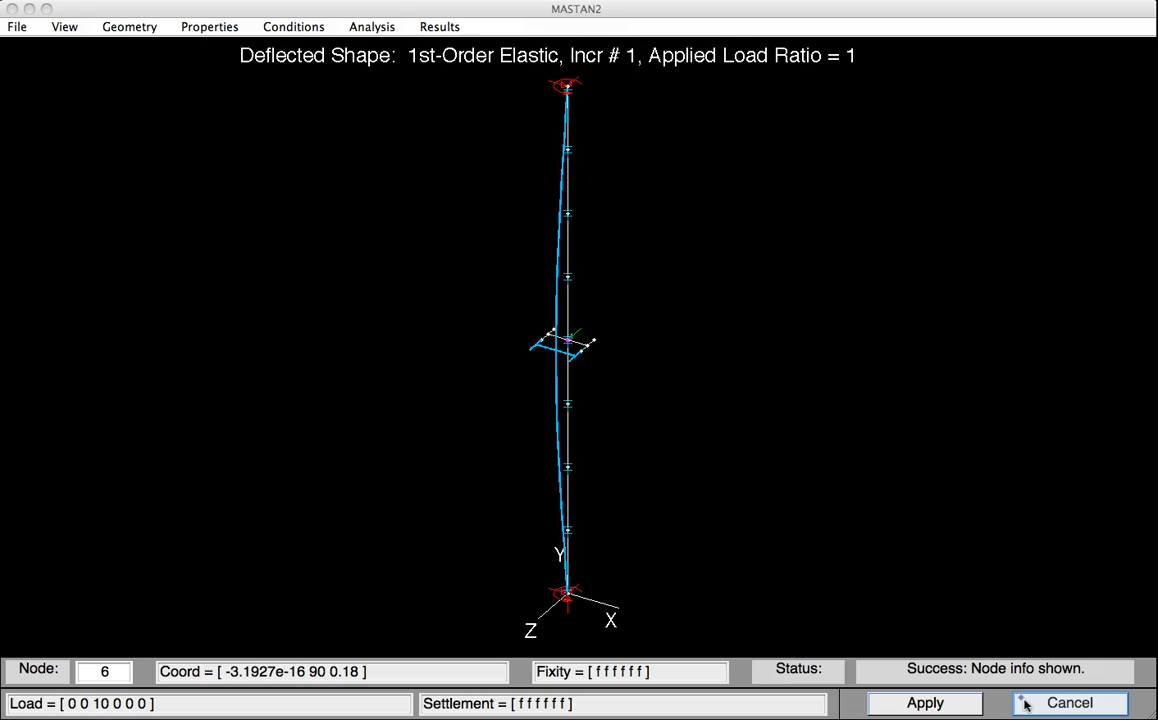 MASTAN2
File View Geometry Properties Conditions Analysis Results
Deflected Shape: 1st-Order Elastic, Incr # 1, Applied Load Ratio = 1
Y
Z X
Node: 6 Coord = [ -3.1927e-16 90 0.18 ] Fixity = [ f f f f f f ] Status: Success: Node info shown.
Load = [ 0 0 10 0 0 0 ] Settlement = [ f f f f f f ] Apply Cancel